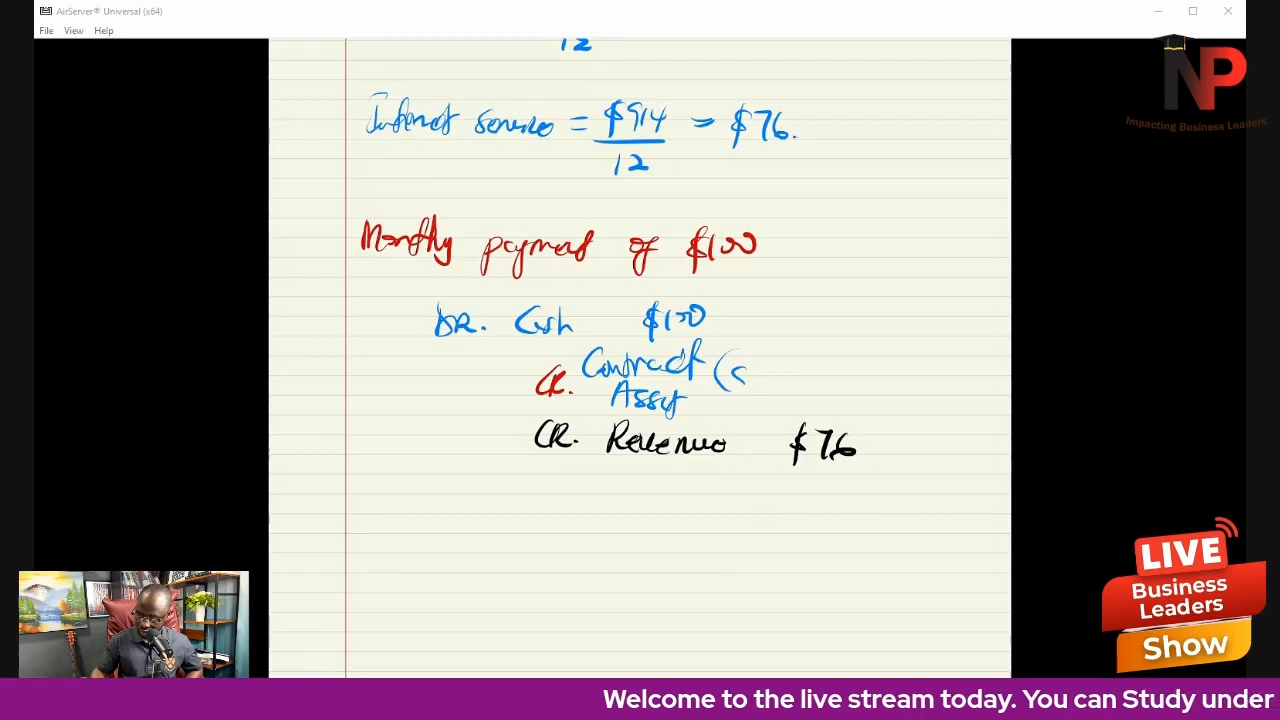 AirServer® Universal (x64)
File View Help
12
Internet service = $914 = $76.
12
Monthly payment of $100
DR. Cash $100
CR. Contract (
Asset
CR. Revenue $76
NP
Impacting Business Leaders
LIVE
Business
Leaders
Show
Welcome to the live stream today. You can Study under